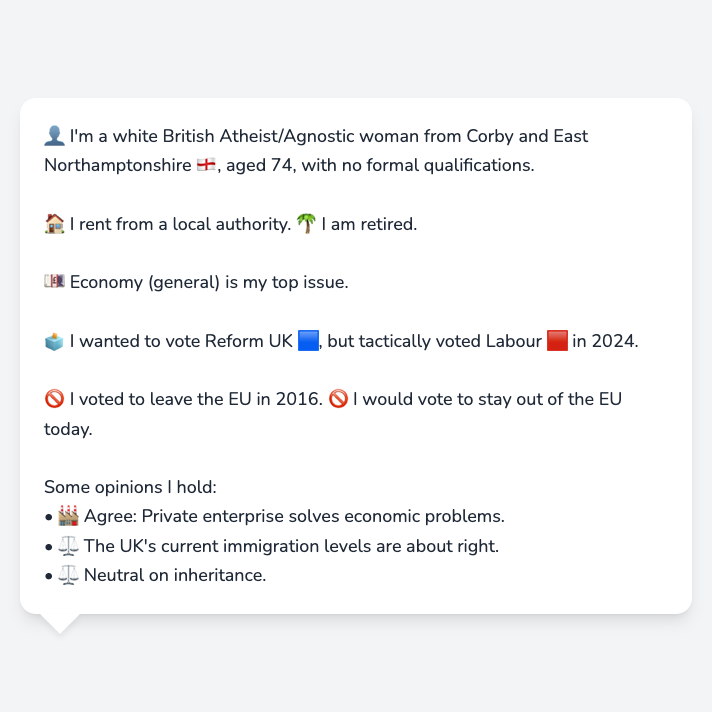 👤 I'm a white British Atheist/Agnostic woman from Corby and East
Northamptonshire 🏴󠁧󠁢󠁥󠁮󠁧󠁿, aged 74, with no formal qualifications.
🏠 I rent from a local authority. 🌴 I am retired.
💷 Economy (general) is my top issue.
🗳️ I wanted to vote Reform UK 🟦, but tactically voted Labour 🟥 in 2024.
🚫 I voted to leave the EU in 2016. 🚫 I would vote to stay out of the EU
today.
Some opinions I hold:
• 🏭 Agree: Private enterprise solves economic problems.
• ⚖️ The UK's current immigration levels are about right.
• ⚖️ Neutral on inheritance.